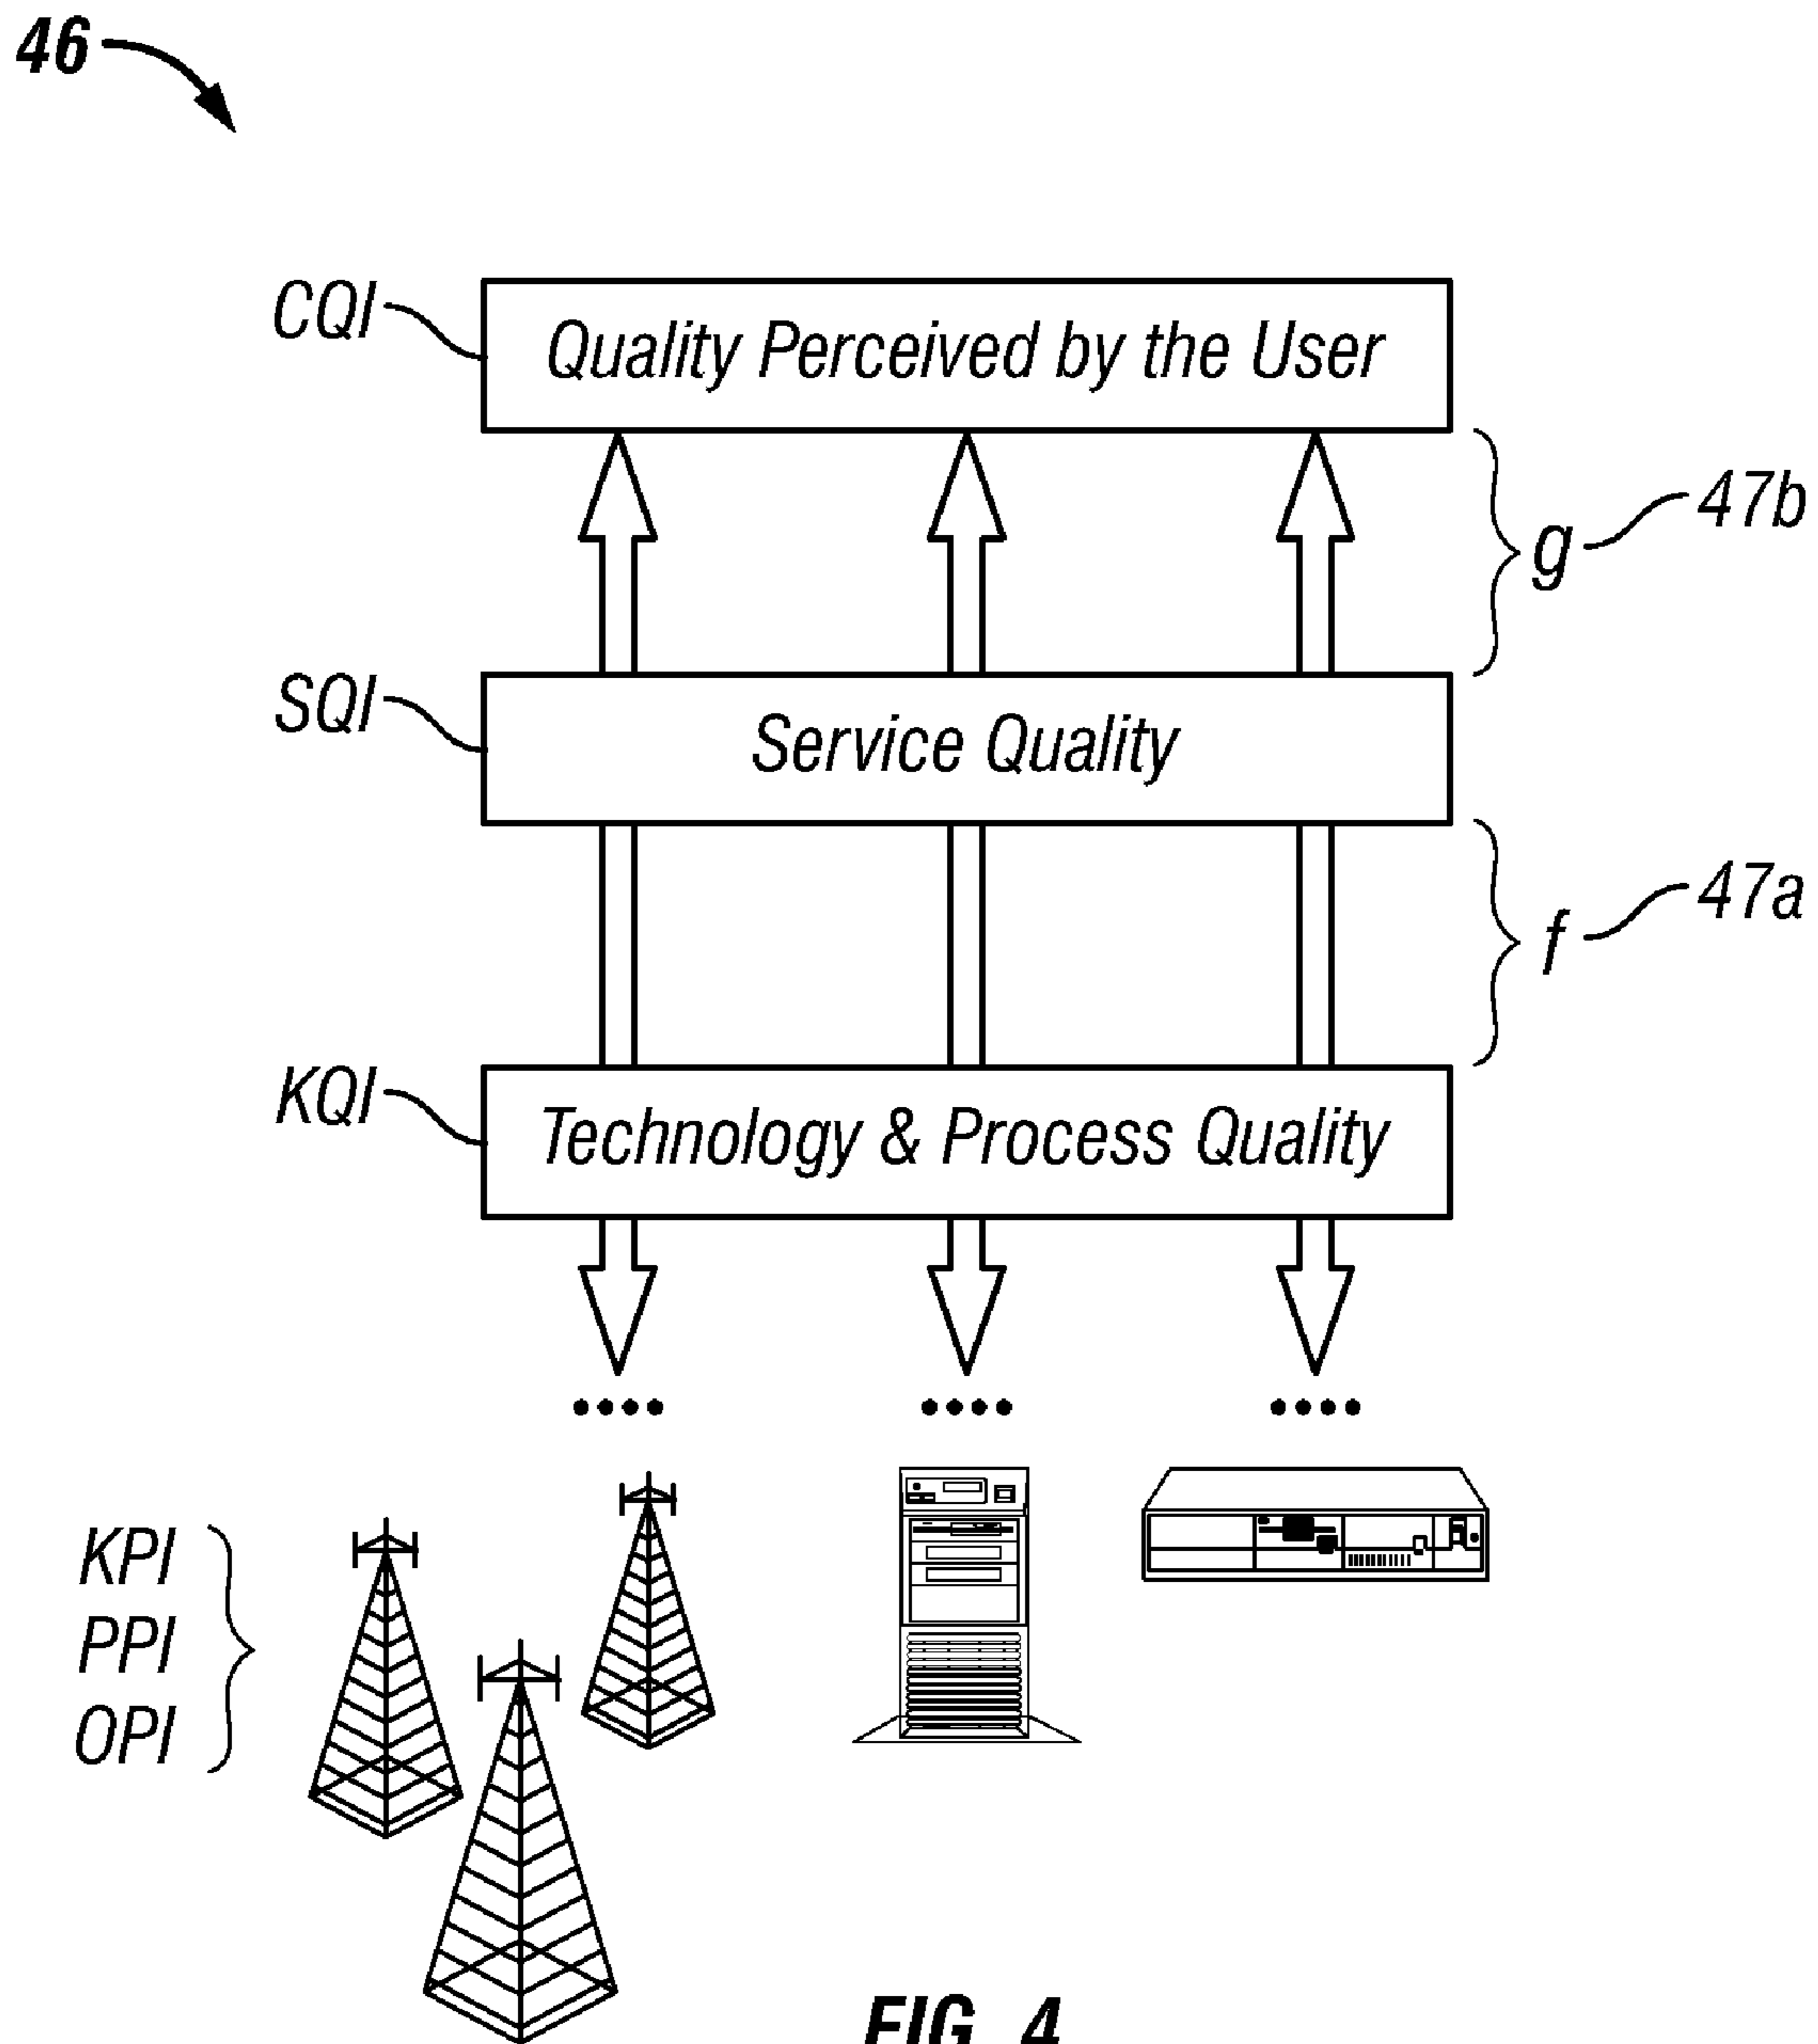 46
CQI
Quality Perceived by the User
g
47b
SQI
Service Quality
f
47a
KQI
Technology & Process Quality
KPI
PPI
OPI
FIG. 4